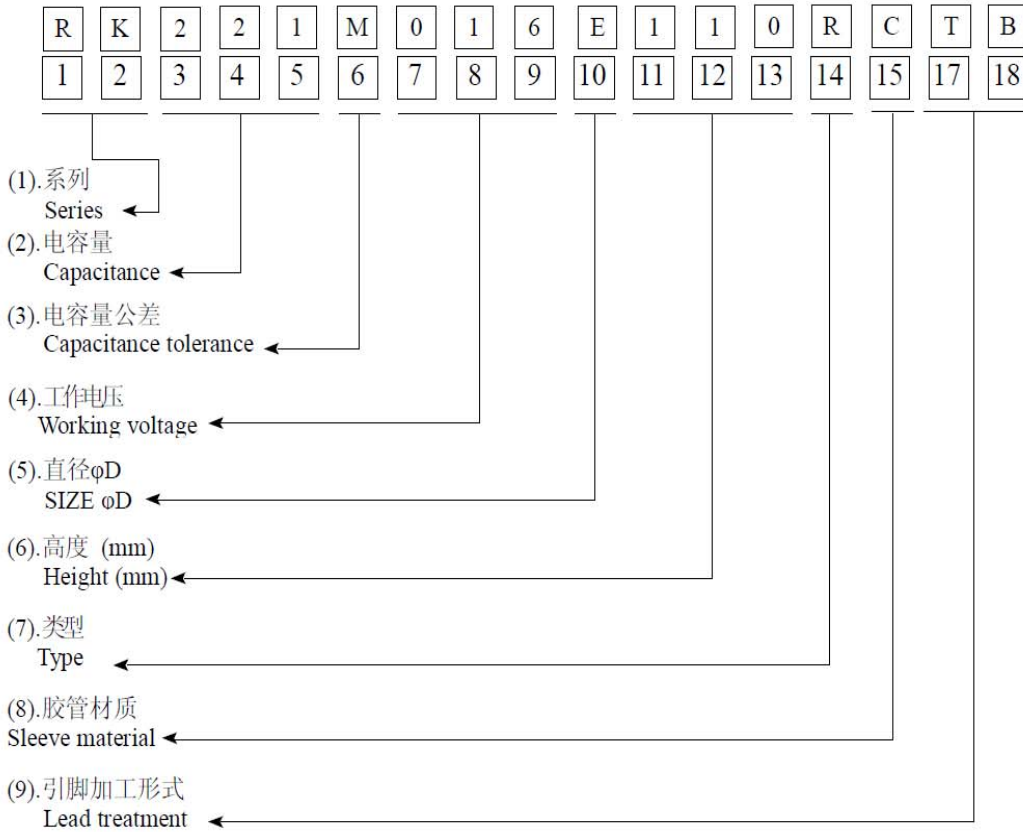 R K 2 2 1 M 0 1 6 E 1 1 0 R C T B
1 2 3 4 5 6 7 8 9 10 11 12 13 14 15 17 18
(1).系列
Series
(2).电容量
Capacitance
(3).电容量公差
Capacitance tolerance
(4).工作电压
Working voltage
(5).直径φD
SIZE φD
(6).高度 (mm)
Height (mm)
(7).类型
Type
(8).胶管材质
Sleeve material
(9).引脚加工形式
Lead treatment